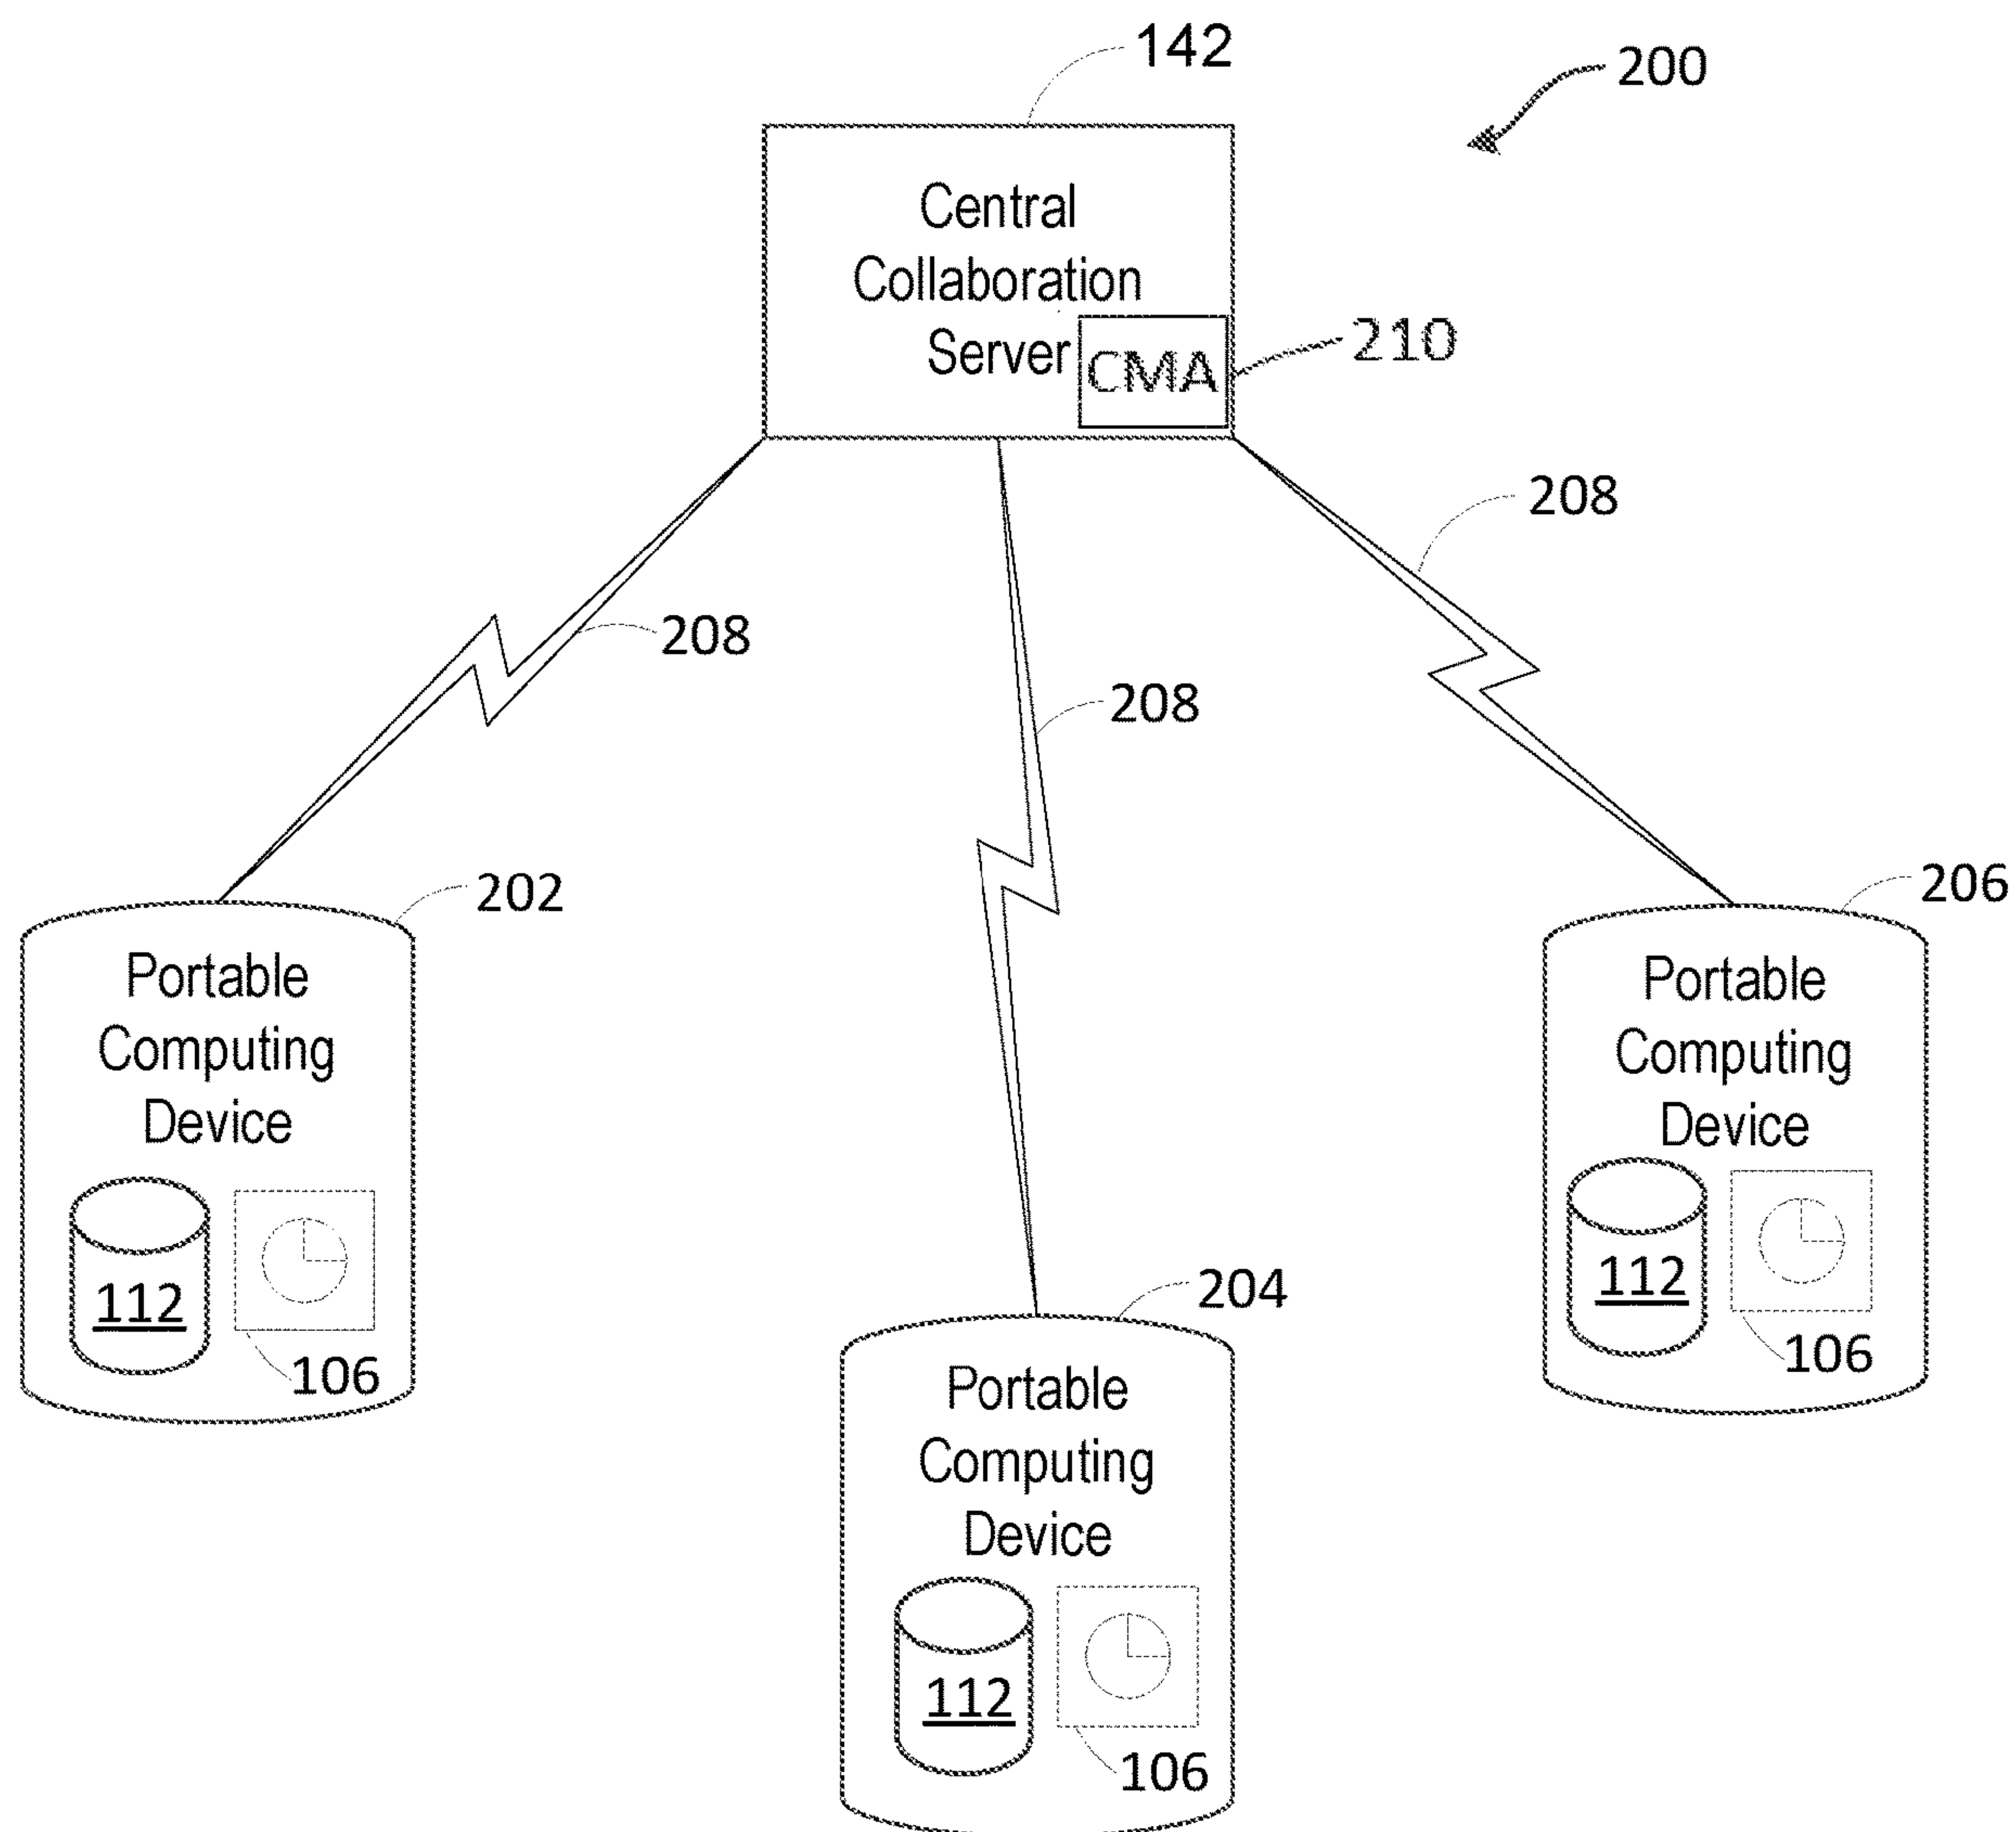 142
200
Central
Collaboration
Server
CMA
210
208
208
208
202
Portable
Computing
Device
112
106
206
Portable
Computing
Device
112
106
204
Portable
Computing
Device
112
106